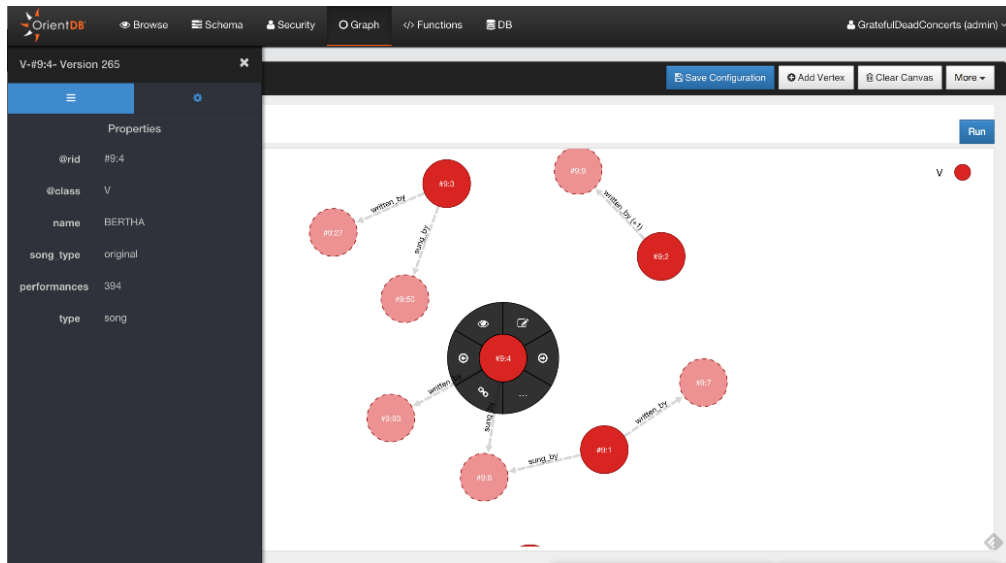 OrientDB Browse Schema Security Graph </> Functions DB GratefulDeadConcerts (admin)
V-#9:4- Version 265
Save Configuration Add Vertex Clear Canvas More
Properties
Run
@rid #9:4
@class V
name BERTHA
song_type original
performances 394
type song
V
#9:9
#9:3
written_by
written_by (+1)
#9:27
sung_by
#9:2
#9:50
#9:4
...
written_by
#9:7
sung_by
written_by
#9:93
#9:1
sung_by
#9:8